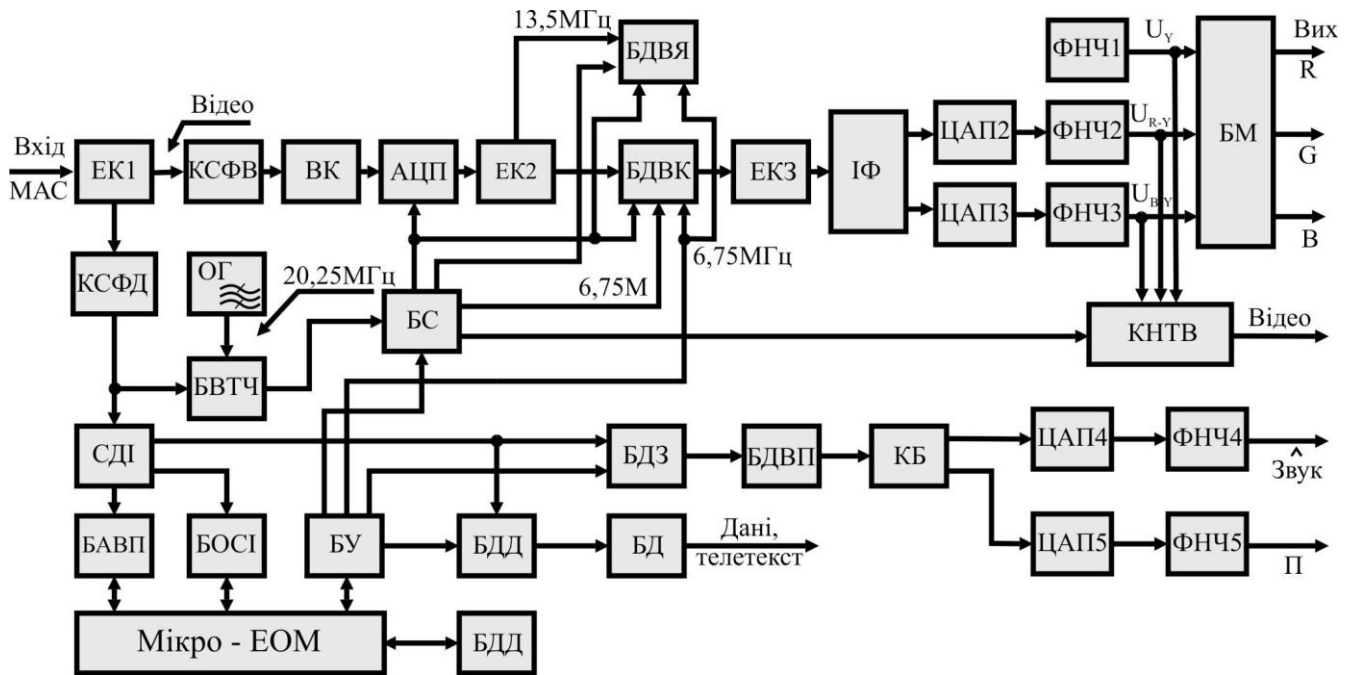 13,5МГц
БДВЯ
ФНЧ1
U_Y
БМ
Вих
R
Відео
Вхід
МАС
ЕК1
КСФВ
ВК
АЦП
ЕК2
БДВК
ЕКЗ
ІФ
ЦАП2
ФНЧ2
U_R-Y
G
ЦАП3
ФНЧ3
U_B-Y
B
КСФД
ОГ
20,25МГц
БС
6,75М
6,75МГц
КНТВ
Відео
БВТЧ
СДІ
БДЗ
БДВП
КБ
ЦАП4
ФНЧ4
Звук
БАВП
БОСІ
БУ
БДД
БД
Дані,
телетекст
ЦАП5
ФНЧ5
П
Мікро - ЕОМ
БДД